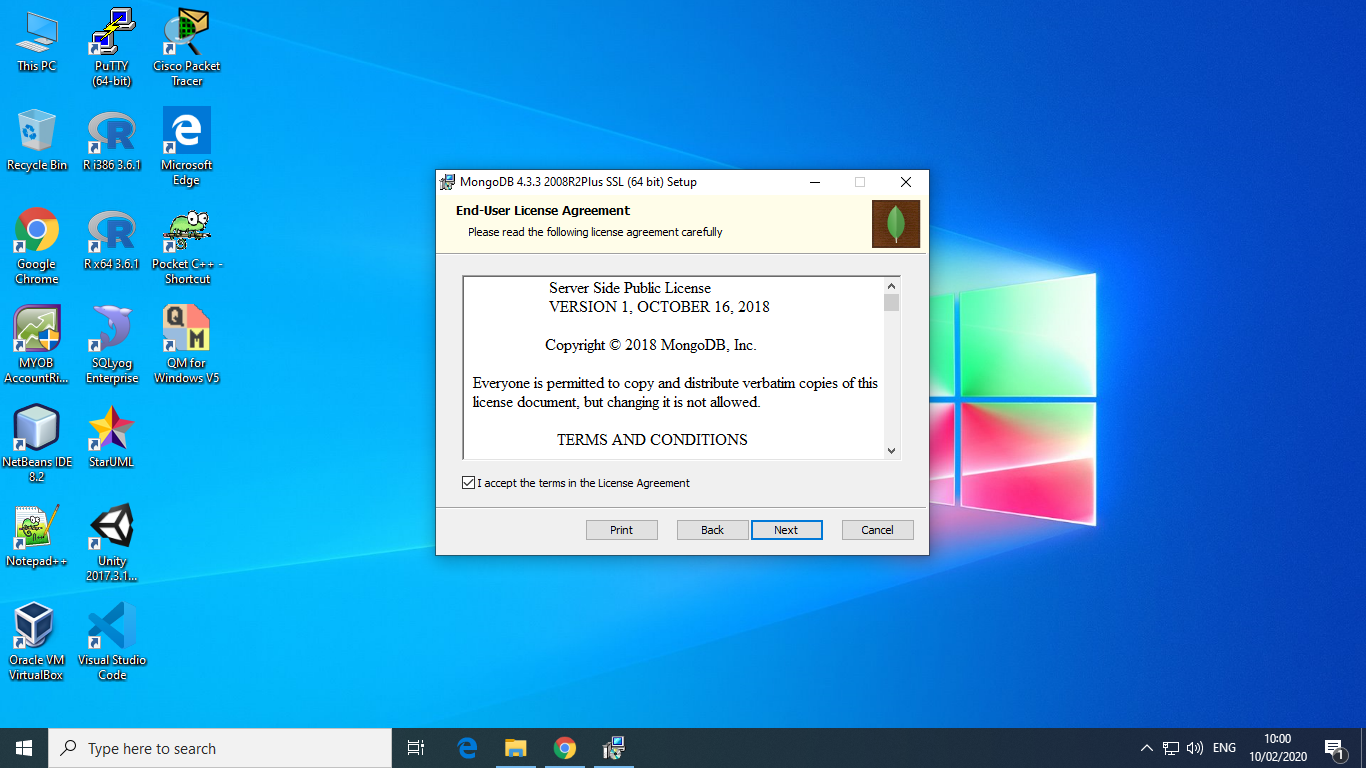 This PC
PuTTY
(64-bit)
Cisco Packet
Tracer
Recycle Bin
R i386 3.6.1
Microsoft
Edge
Google
Chrome
R x64 3.6.1
Pocket C++ -
Shortcut
MYOB
AccountRi...
SQLyog
Enterprise
QM for
Windows V5
NetBeans IDE
8.2
StarUML
Notepad++
Unity
2017.3.1...
Oracle VM
VirtualBox
Visual Studio
Code
MongoDB 4.3.3 2008R2Plus SSL (64 bit) Setup
End-User License Agreement
Please read the following license agreement carefully
Server Side Public License
VERSION 1, OCTOBER 16, 2018
Copyright © 2018 MongoDB, Inc.
Everyone is permitted to copy and distribute verbatim copies of this
license document, but changing it is not allowed.
TERMS AND CONDITIONS
I accept the terms in the License Agreement
Print
Back
Next
Cancel
Type here to search
ENG
10:00
10/02/2020
1